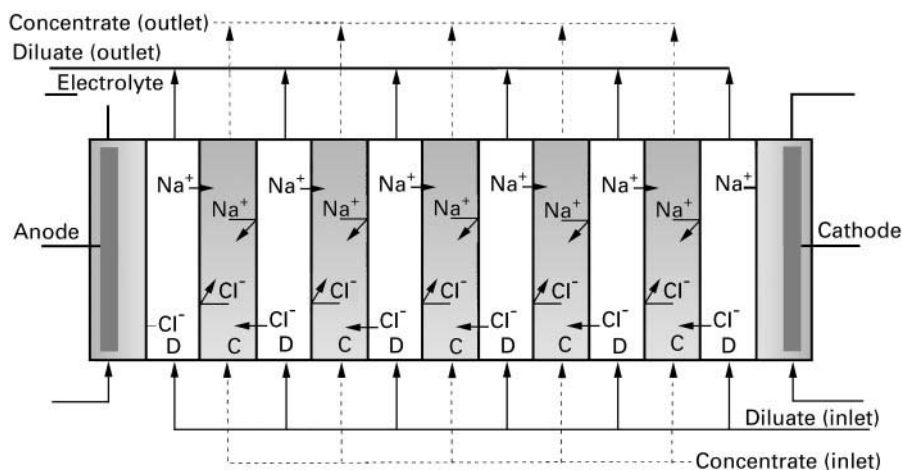 Concentrate (outlet)
Diluate (outlet)
Electrolyte
Na⁺ Na⁺ Na⁺ Na⁺ Na⁺ Na⁺
Na⁺ Na⁺ Na⁺ Na⁺ Na⁺
Anode Cathode
Cl⁻ Cl⁻ Cl⁻ Cl⁻ Cl⁻
Cl⁻ Cl⁻ Cl⁻ Cl⁻ Cl⁻ Cl⁻
D C D C D C D C D C D
Diluate (inlet)
Concentrate (inlet)